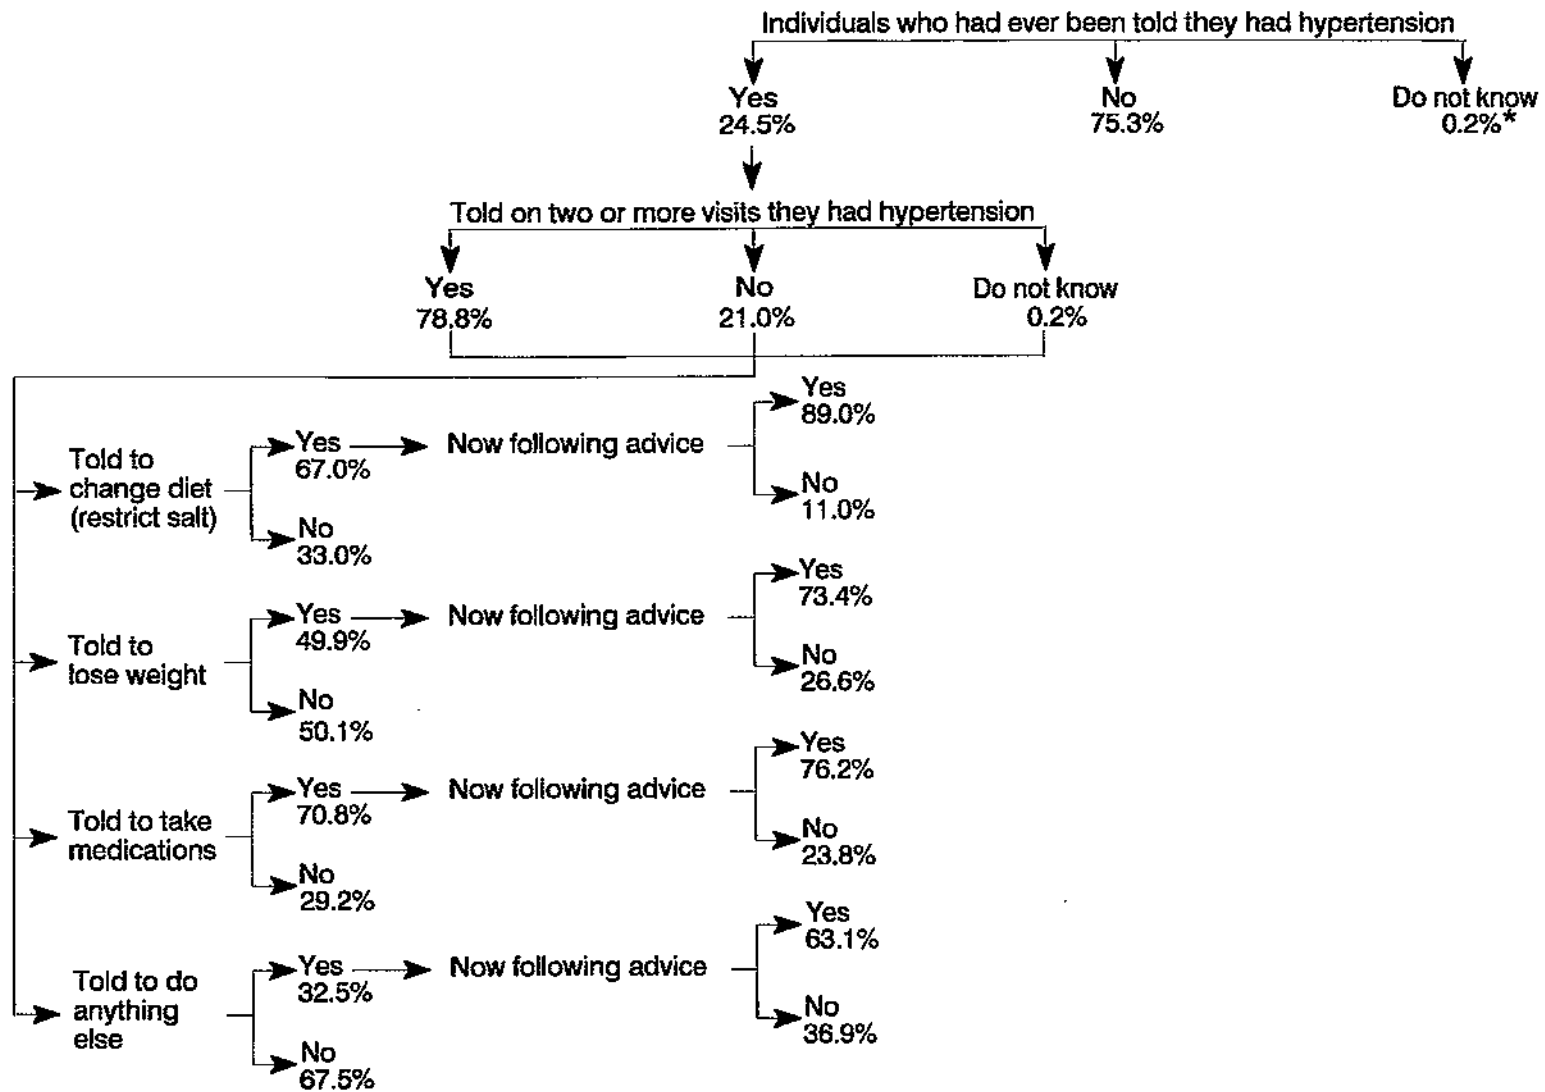 Individuals who had ever been told they had hypertension
Yes
24.5%
No
75.3%
Do not know
0.2%*
Told on two or more visits they had hypertension
Yes
78.8%
No
21.0%
Do not know
0.2%
Told to
change diet
(restrict salt)
Yes
67.0%
No
33.0%
Now following advice
Yes
89.0%
No
11.0%
Told to
lose weight
Yes
49.9%
No
50.1%
Now following advice
Yes
73.4%
No
26.6%
Told to take
medications
Yes
70.8%
No
29.2%
Now following advice
Yes
76.2%
No
23.8%
Told to do
anything
else
Yes
32.5%
No
67.5%
Now following advice
Yes
63.1%
No
36.9%